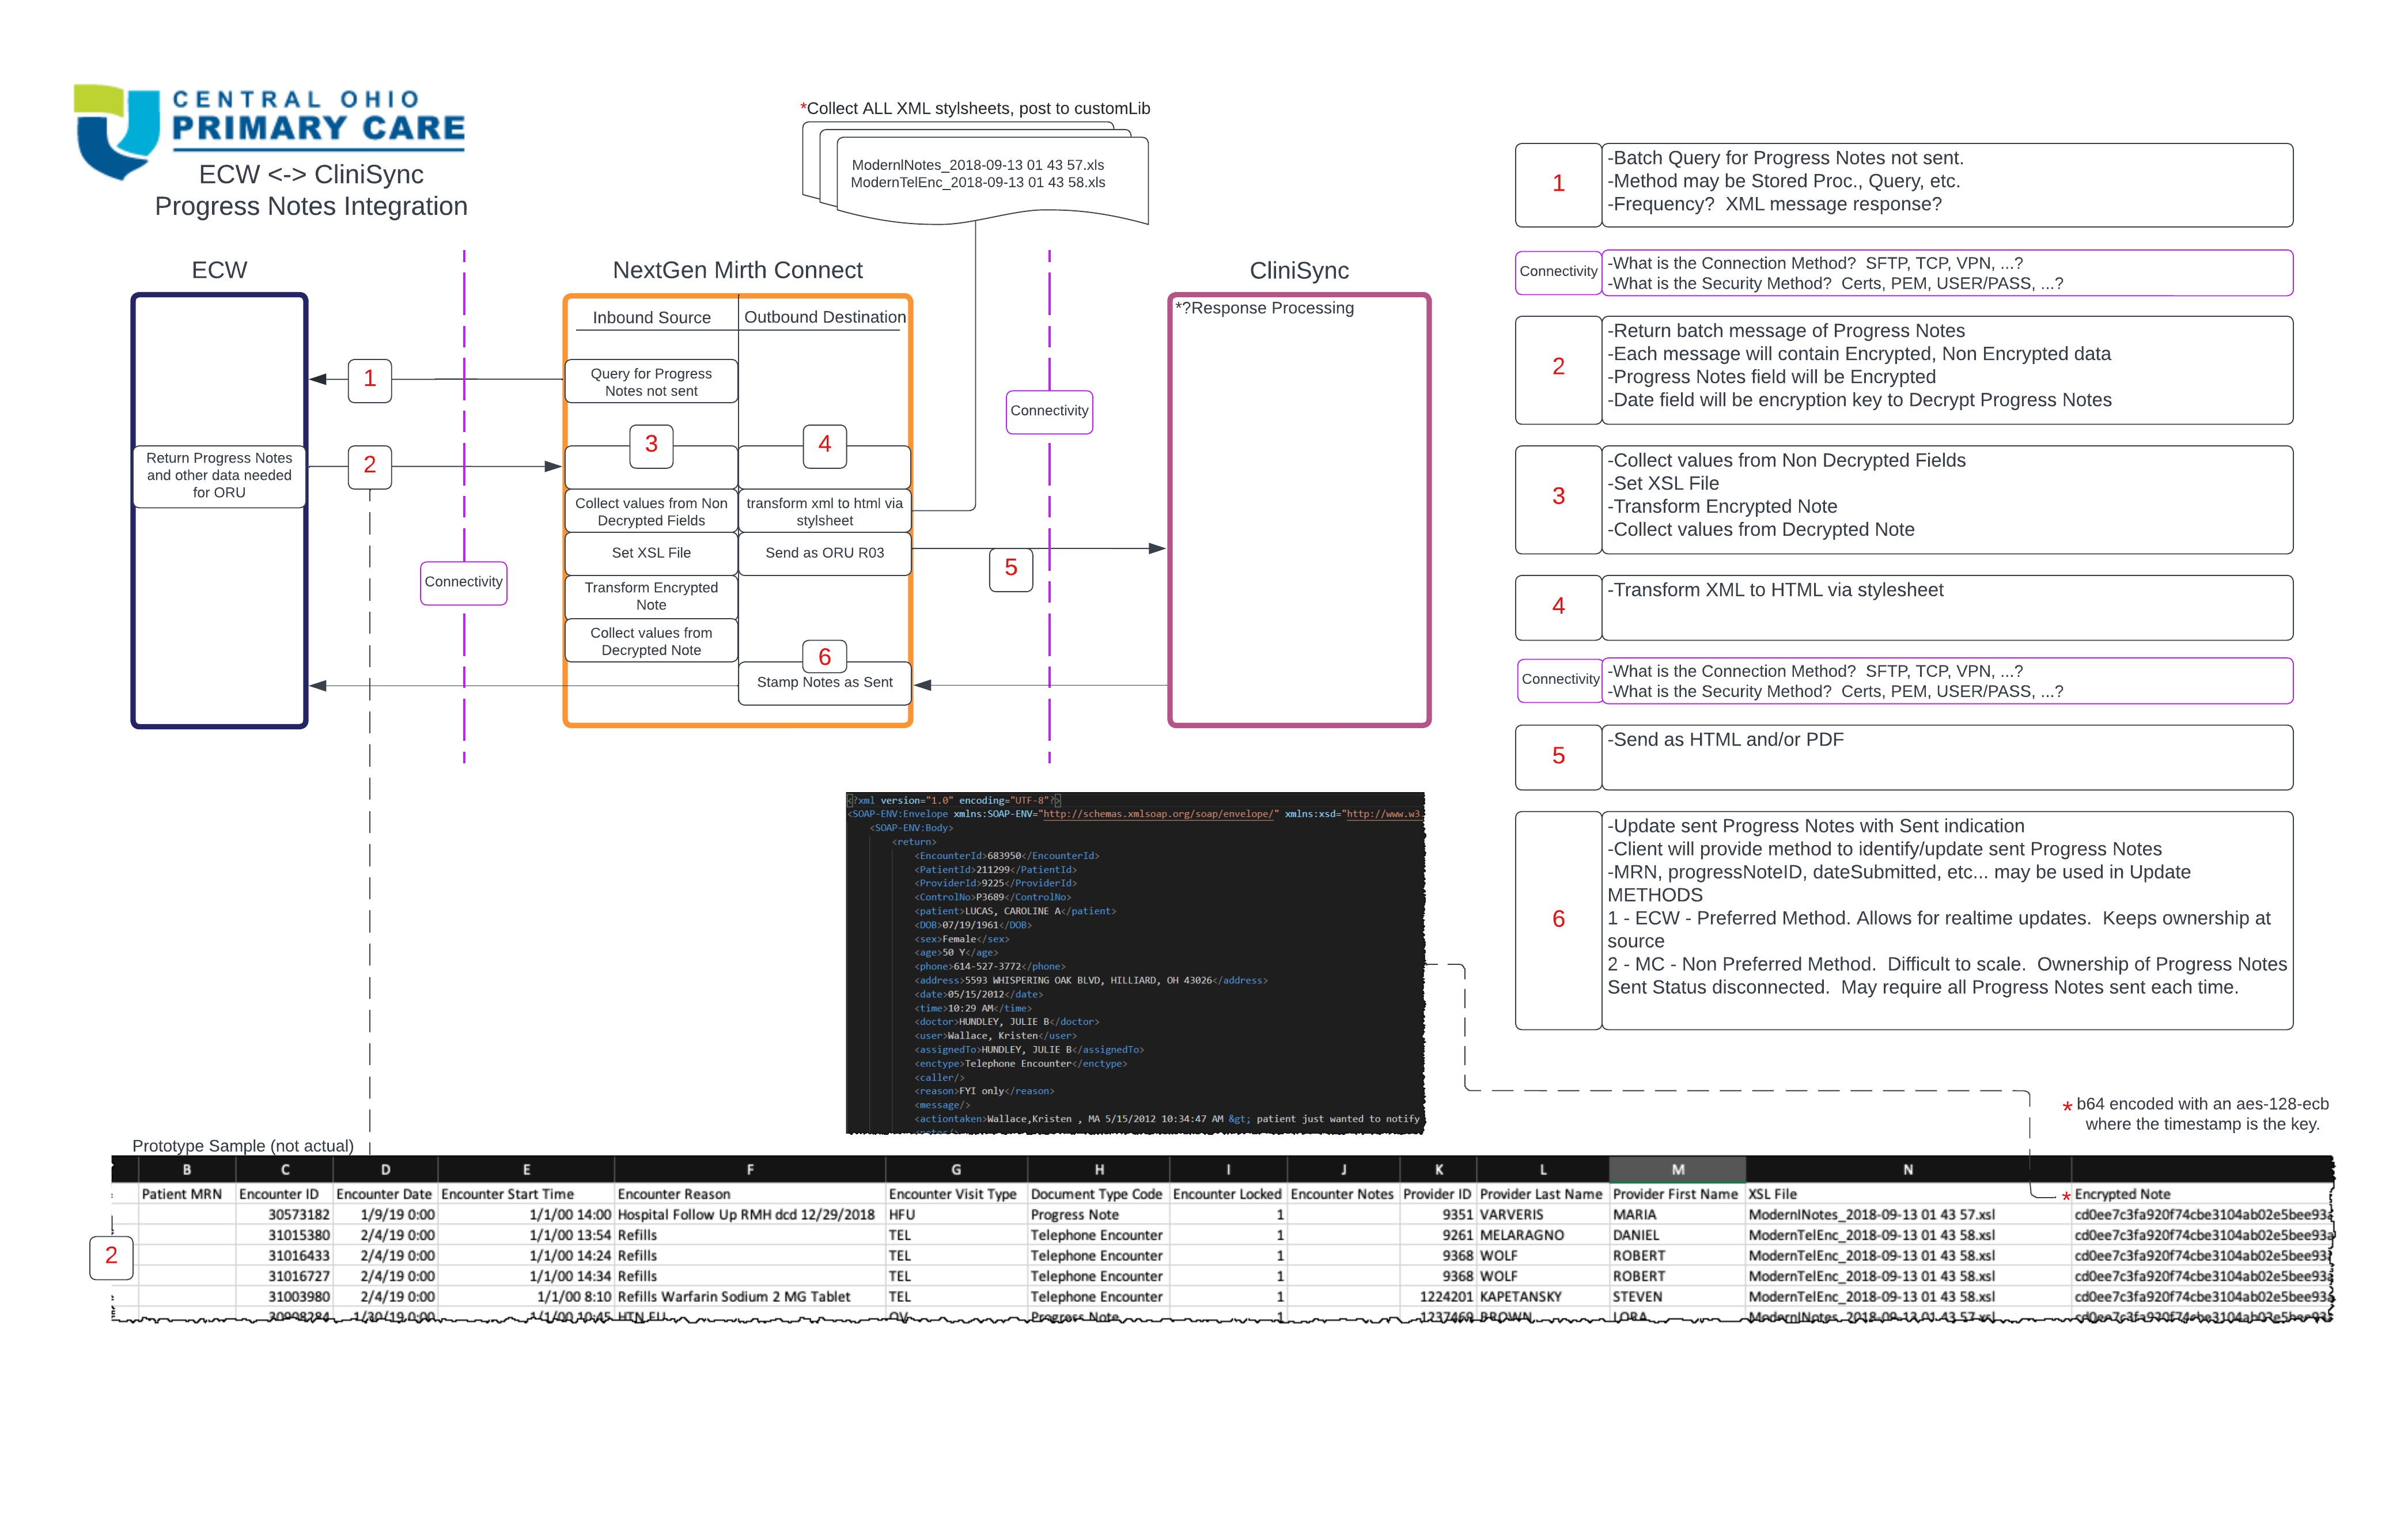 CENTRAL OHIO
PRIMARY CARE
ECW <-> CliniSync
Progress Notes Integration
*Collect ALL XML stylsheets, post to customLib
ModernlNotes_2018-09-13 01 43 57.xls
ModernTelEnc_2018-09-13 01 43 58.xls
ECW
NextGen Mirth Connect
CliniSync
Inbound Source
Outbound Destination
*?Response Processing
1
Query for Progress
Notes not sent
Connectivity
3
4
Return Progress Notes
and other data needed
for ORU
2
Collect values from Non
Decrypted Fields
transform xml to html via
stylsheet
Set XSL File
Send as ORU R03
5
Connectivity
Transform Encrypted
Note
Collect values from
Decrypted Note
6
Stamp Notes as Sent
1
-Batch Query for Progress Notes not sent.
-Method may be Stored Proc., Query, etc.
-Frequency?  XML message response?
Connectivity
-What is the Connection Method?  SFTP, TCP, VPN, ...?
-What is the Security Method?  Certs, PEM, USER/PASS, ...?
2
-Return batch message of Progress Notes
-Each message will contain Encrypted, Non Encrypted data
-Progress Notes field will be Encrypted
-Date field will be encryption key to Decrypt Progress Notes
3
-Collect values from Non Decrypted Fields
-Set XSL File
-Transform Encrypted Note
-Collect values from Decrypted Note
4
-Transform XML to HTML via stylesheet
Connectivity
-What is the Connection Method?  SFTP, TCP, VPN, ...?
-What is the Security Method?  Certs, PEM, USER/PASS, ...?
5
-Send as HTML and/or PDF
6
-Update sent Progress Notes with Sent indication
-Client will provide method to identify/update sent Progress Notes
-MRN, progressNoteID, dateSubmitted, etc... may be used in Update
METHODS
1 - ECW - Preferred Method. Allows for realtime updates.  Keeps ownership at
source
2 - MC - Non Preferred Method.  Difficult to scale.  Ownership of Progress Notes
Sent Status disconnected.  May require all Progress Notes sent each time.
<?xml version="1.0" encoding="UTF-8"?>
<SOAP-ENV:Envelope xmlns:SOAP-ENV="http://schemas.xmlsoap.org/soap/envelope/" xmlns:xsd="http://www.w3
<SOAP-ENV:Body>
<return>
<EncounterId>683950</EncounterId>
<PatientId>211299</PatientId>
<ProviderId>9225</ProviderId>
<ControlNo>P3689</ControlNo>
<patient>LUCAS, CAROLINE A</patient>
<DOB>07/19/1961</DOB>
<sex>Female</sex>
<age>50 Y</age>
<phone>614-527-3772</phone>
<address>5593 WHISPERING OAK BLVD, HILLIARD, OH 43026</address>
<date>05/15/2012</date>
<time>10:29 AM</time>
<doctor>HUNDLEY, JULIE B</doctor>
<user>Wallace, Kristen</user>
<assignedTo>HUNDLEY, JULIE B</assignedTo>
<enctype>Telephone Encounter</enctype>
<caller/>
<reason>FYI only</reason>
<message/>
<actiontaken>Wallace,Kristen , MA 5/15/2012 10:34:47 AM &gt; patient just wanted to notify
* b64 encoded with an aes-128-ecb
where the timestamp is the key.
Prototype Sample (not actual)
B C D E F G H I J K L M N
Patient MRN Encounter ID Encounter Date Encounter Start Time Encounter Reason Encounter Visit Type Document Type Code Encounter Locked Encounter Notes Provider ID Provider Last Name Provider First Name XSL File * Encrypted Note
30573182 1/9/19 0:00 1/1/00 14:00 Hospital Follow Up RMH dcd 12/29/2018 HFU Progress Note 1 9351 VARVERIS MARIA ModernlNotes_2018-09-13 01 43 57.xsl cd0ee7c3fa920f74cbe3104ab02e5bee93a
31015380 2/4/19 0:00 1/1/00 13:54 Refills TEL Telephone Encounter 1 9261 MELARAGNO DANIEL ModernTelEnc_2018-09-13 01 43 58.xsl cd0ee7c3fa920f74cbe3104ab02e5bee93a
2
31016433 2/4/19 0:00 1/1/00 14:24 Refills TEL Telephone Encounter 1 9368 WOLF ROBERT ModernTelEnc_2018-09-13 01 43 58.xsl cd0ee7c3fa920f74cbe3104ab02e5bee93a
31016727 2/4/19 0:00 1/1/00 14:34 Refills TEL Telephone Encounter 1 9368 WOLF ROBERT ModernTelEnc_2018-09-13 01 43 58.xsl cd0ee7c3fa920f74cbe3104ab02e5bee93a
31003980 2/4/19 0:00 1/1/00 8:10 Refills Warfarin Sodium 2 MG Tablet TEL Telephone Encounter 1 1224201 KAPETANSKY STEVEN ModernTelEnc_2018-09-13 01 43 58.xsl cd0ee7c3fa920f74cbe3104ab02e5bee93a
1/30/19 0:00 1/1/00 10:45 OV Progress Note 1 1237469 BROWN LORA ModernlNotes_2018-09-13 01 43 57.xsl